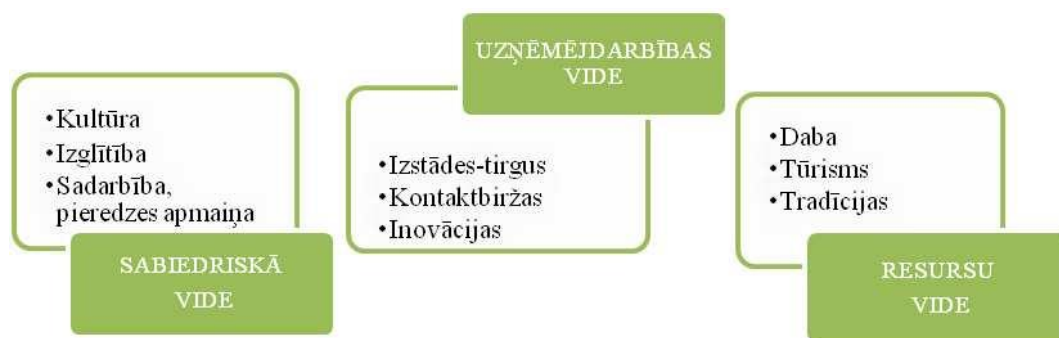 •Kultūra
•Izglītība
•Sadarbība,
pieredzes apmaiņa
SABIEDRISKĀ
VIDE
UZŅĒMĒJDARBĪBAS
VIDE
•Izstādes-tirgus
•Kontaktbiržas
•Inovācijas
•Daba
•Tūrisms
•Tradīcijas
RESURSU
VIDE